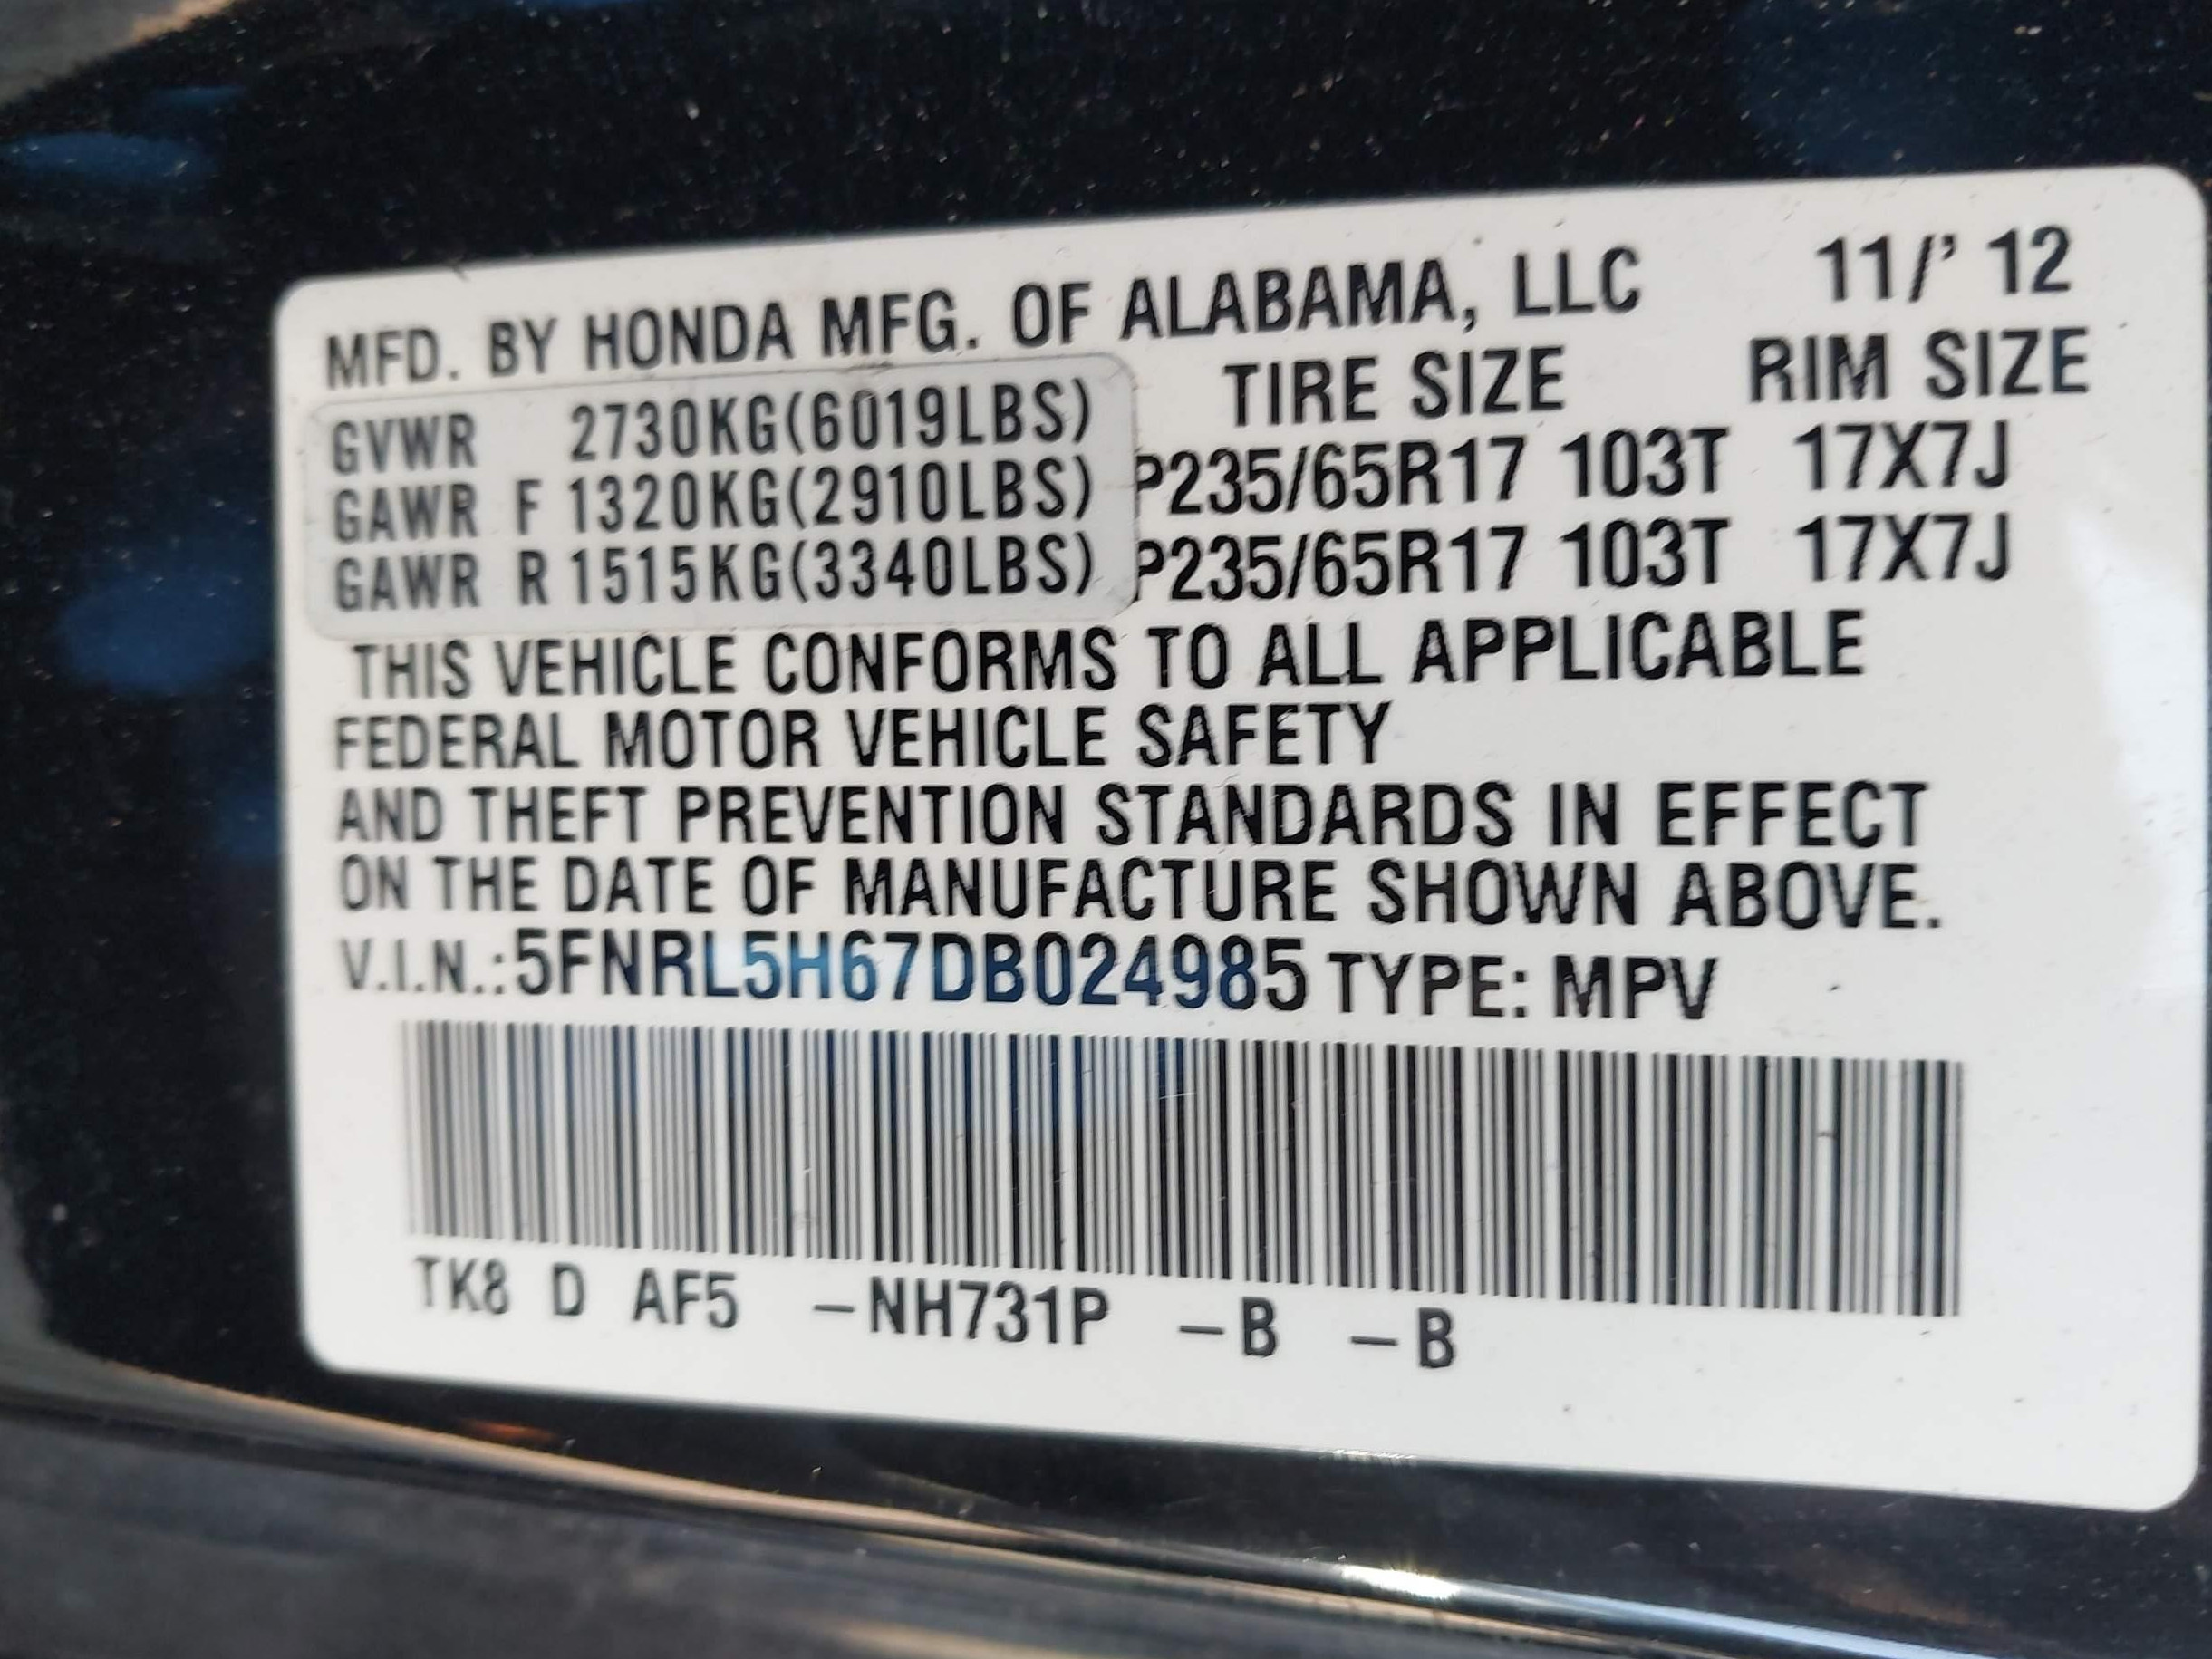 MFD. BY HONDA MFG. OF ALABAMA, LLC 11/' 12
TIRE SIZE RIM SIZE
GVWR 2730KG(6019LBS)
GAWR F 1320KG(2910LBS) P235/65R17 103T 17X7J
GAWR R 1515KG(3340LBS) P235/65R17 103T 17X7J
THIS VEHICLE CONFORMS TO ALL APPLICABLE
FEDERAL MOTOR VEHICLE SAFETY
AND THEFT PREVENTION STANDARDS IN EFFECT
ON THE DATE OF MANUFACTURE SHOWN ABOVE.
V.I.N.:5FNRL5H67DB024985 TYPE: MPV
TK8 D AF5 –NH731P –B –B